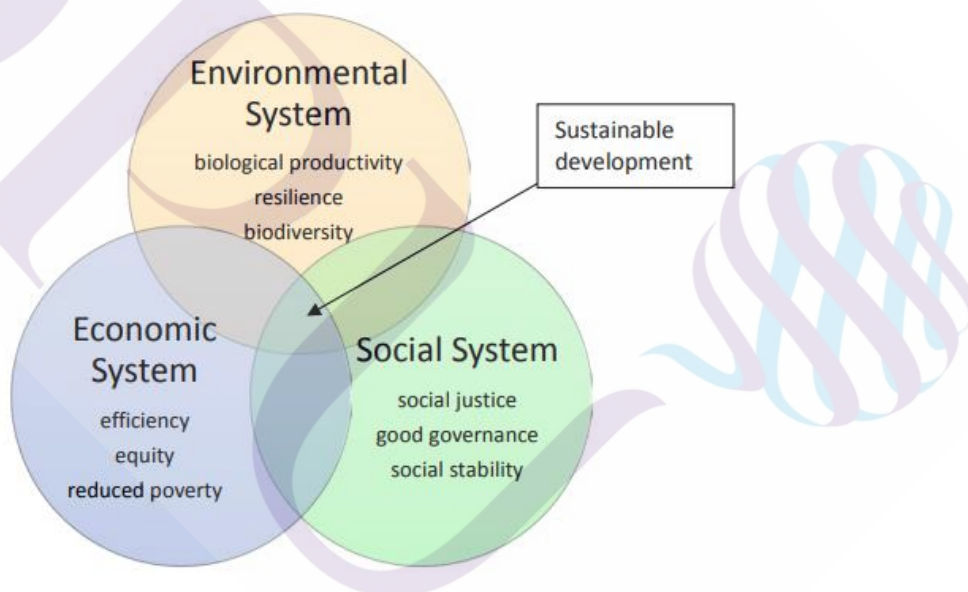 Environmental
System
biological productivity
resilience
biodiversity
Sustainable
development
Economic
System
efficiency
equity
reduced poverty
Social System
social justice
good governance
social stability